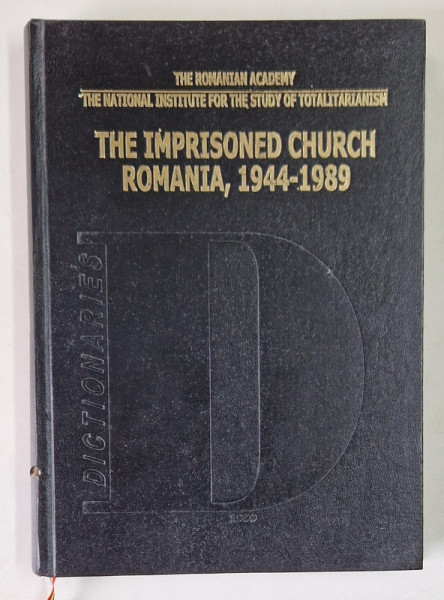 THE ROMANIAN ACADEMY
THE NATIONAL INSTITUTE FOR THE STUDY OF TOTALITARIANISM
THE IMPRISONED CHURCH
ROMANIA, 1944-1989
DICTIONARIES
D